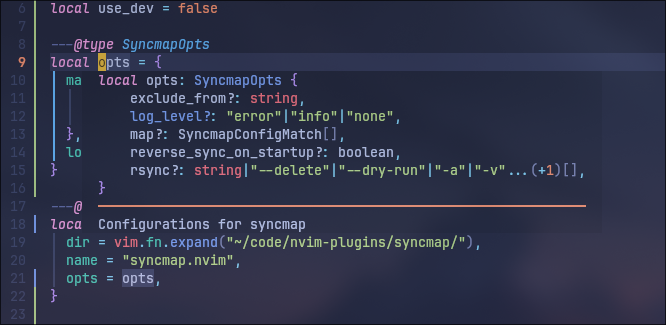 6 local use_dev = false
7
8 ---@type SyncmapOpts
9 local opts = {
10 ma local opts: SyncmapOpts {
11 exclude_from?: string,
12 log_level?: "error"|"info"|"none",
13 }, map?: SyncmapConfigMatch[],
14 lo reverse_sync_on_startup?: boolean,
15 } rsync?: string|"--delete"|"--dry-run"|"-a"|"-v"...(+1)[],
16 }
17 ---@
18 loca Configurations for syncmap
19 dir = vim.fn.expand("~/code/nvim-plugins/syncmap/"),
20 name = "syncmap.nvim",
21 opts = opts,
22 }
23